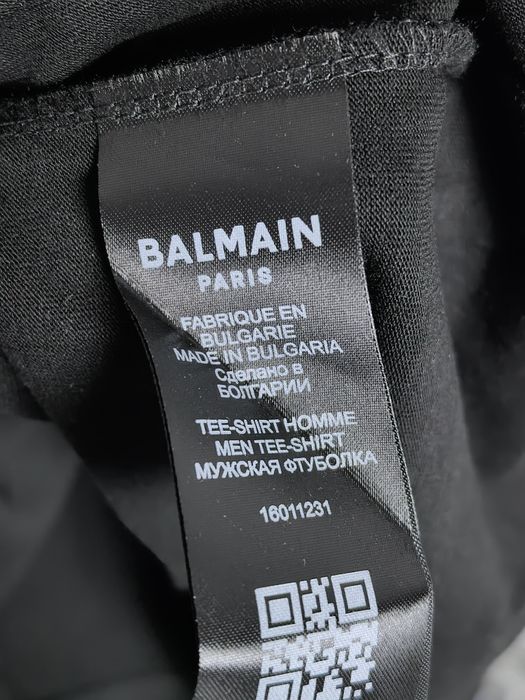 BALMAIN
PARIS
FABRIQUE EN
BULGARIE
MADE IN BULGARIA
Сделано в
БОЛГАРИИ
TEE-SHIRT HOMME
MEN TEE-SHIRT
МУЖСКАЯ ФТУБОЛКА
16011231